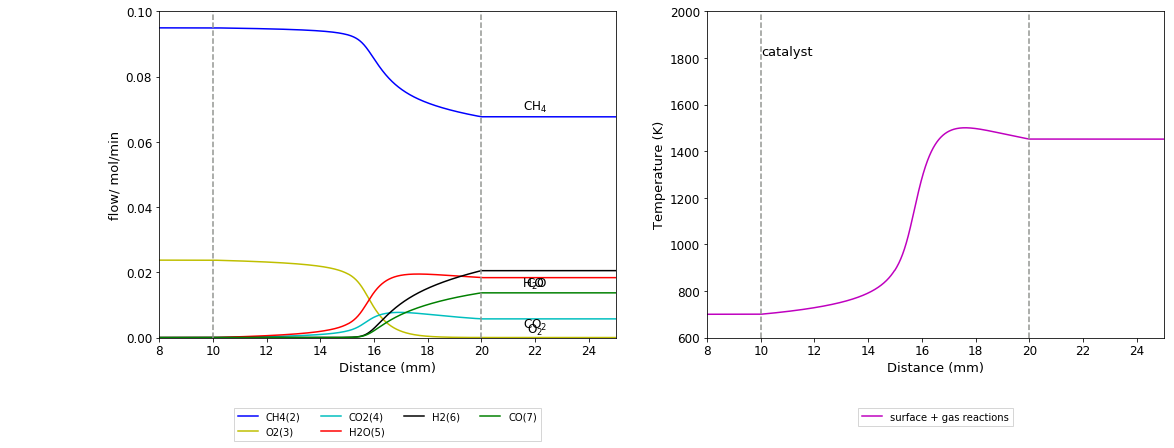 0.10
0.08
0.06
0.04
0.02
0.00
flow/ mol/min
CH₄
H₂O
CO
CO₂
O₂
8 10 12 14 16 18 20 22 24
Distance (mm)
CH4(2) CO2(4) H2(6) CO(7)
O2(3) H2O(5)
2000
1800
1600
1400
1200
1000
800
600
Temperature (K)
catalyst
8 10 12 14 16 18 20 22 24
Distance (mm)
surface + gas reactions